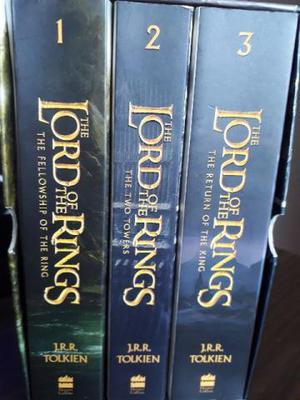 1
THE
LORD
OF
THE
RINGS
THE FELLOWSHIP OF THE RING
J.R.R.
TOLKIEN
2
THE
LORD
OF
THE
RINGS
THE TWO TOWERS
J.R.R.
TOLKIEN
3
THE
LORD
OF
THE
RINGS
THE RETURN OF THE KING
J.R.R.
TOLKIEN